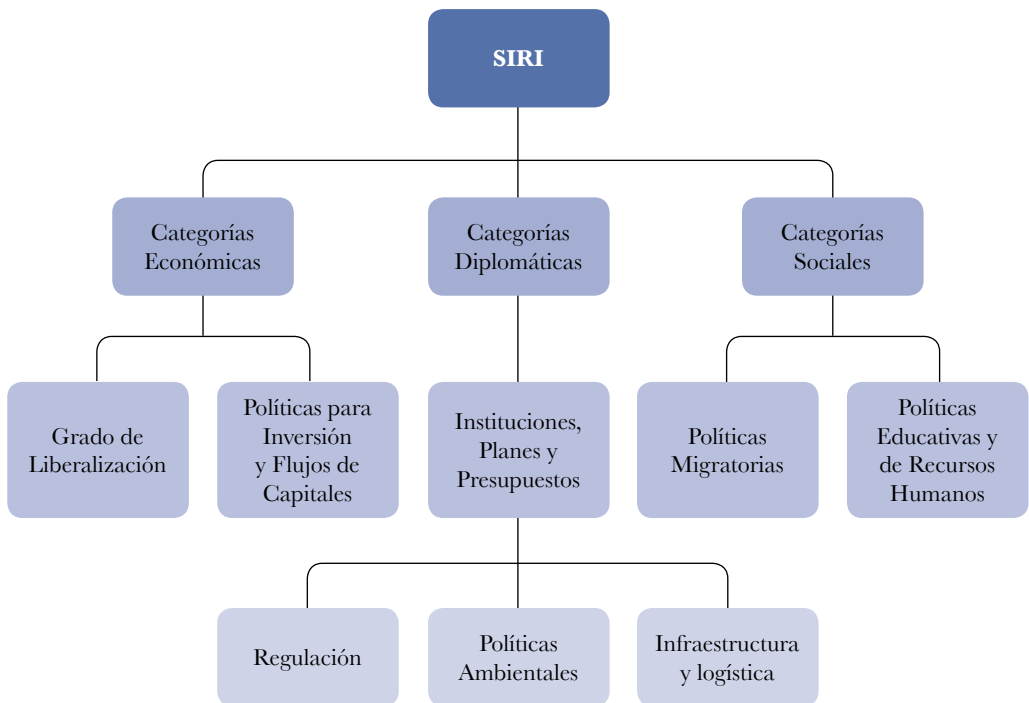 SIRI
Categorías
Económicas
Categorías
Diplomáticas
Categorías
Sociales
Grado de
Liberalización
Políticas para
Inversión
y Flujos de
Capitales
Instituciones,
Planes y
Presupuestos
Políticas
Migratorias
Políticas
Educativas y
de Recursos
Humanos
Regulación
Políticas
Ambientales
Infraestructura
y logística